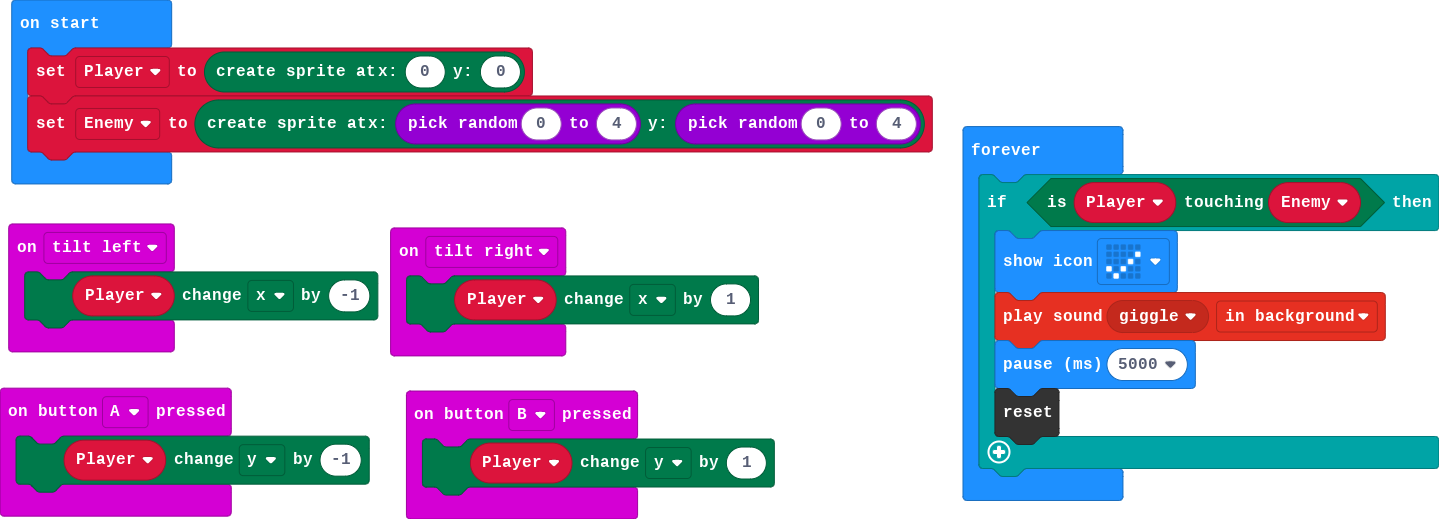 on start
set Player to create sprite at x: 0 y: 0
set Enemy to create sprite at x: pick random 0 to 4 y: pick random 0 to 4
on tilt left
Player change x by -1
on tilt right
Player change x by 1
on button A pressed
Player change y by -1
on button B pressed
Player change y by 1
forever
if is Player touching Enemy then
show icon
play sound giggle in background
pause (ms) 5000
reset